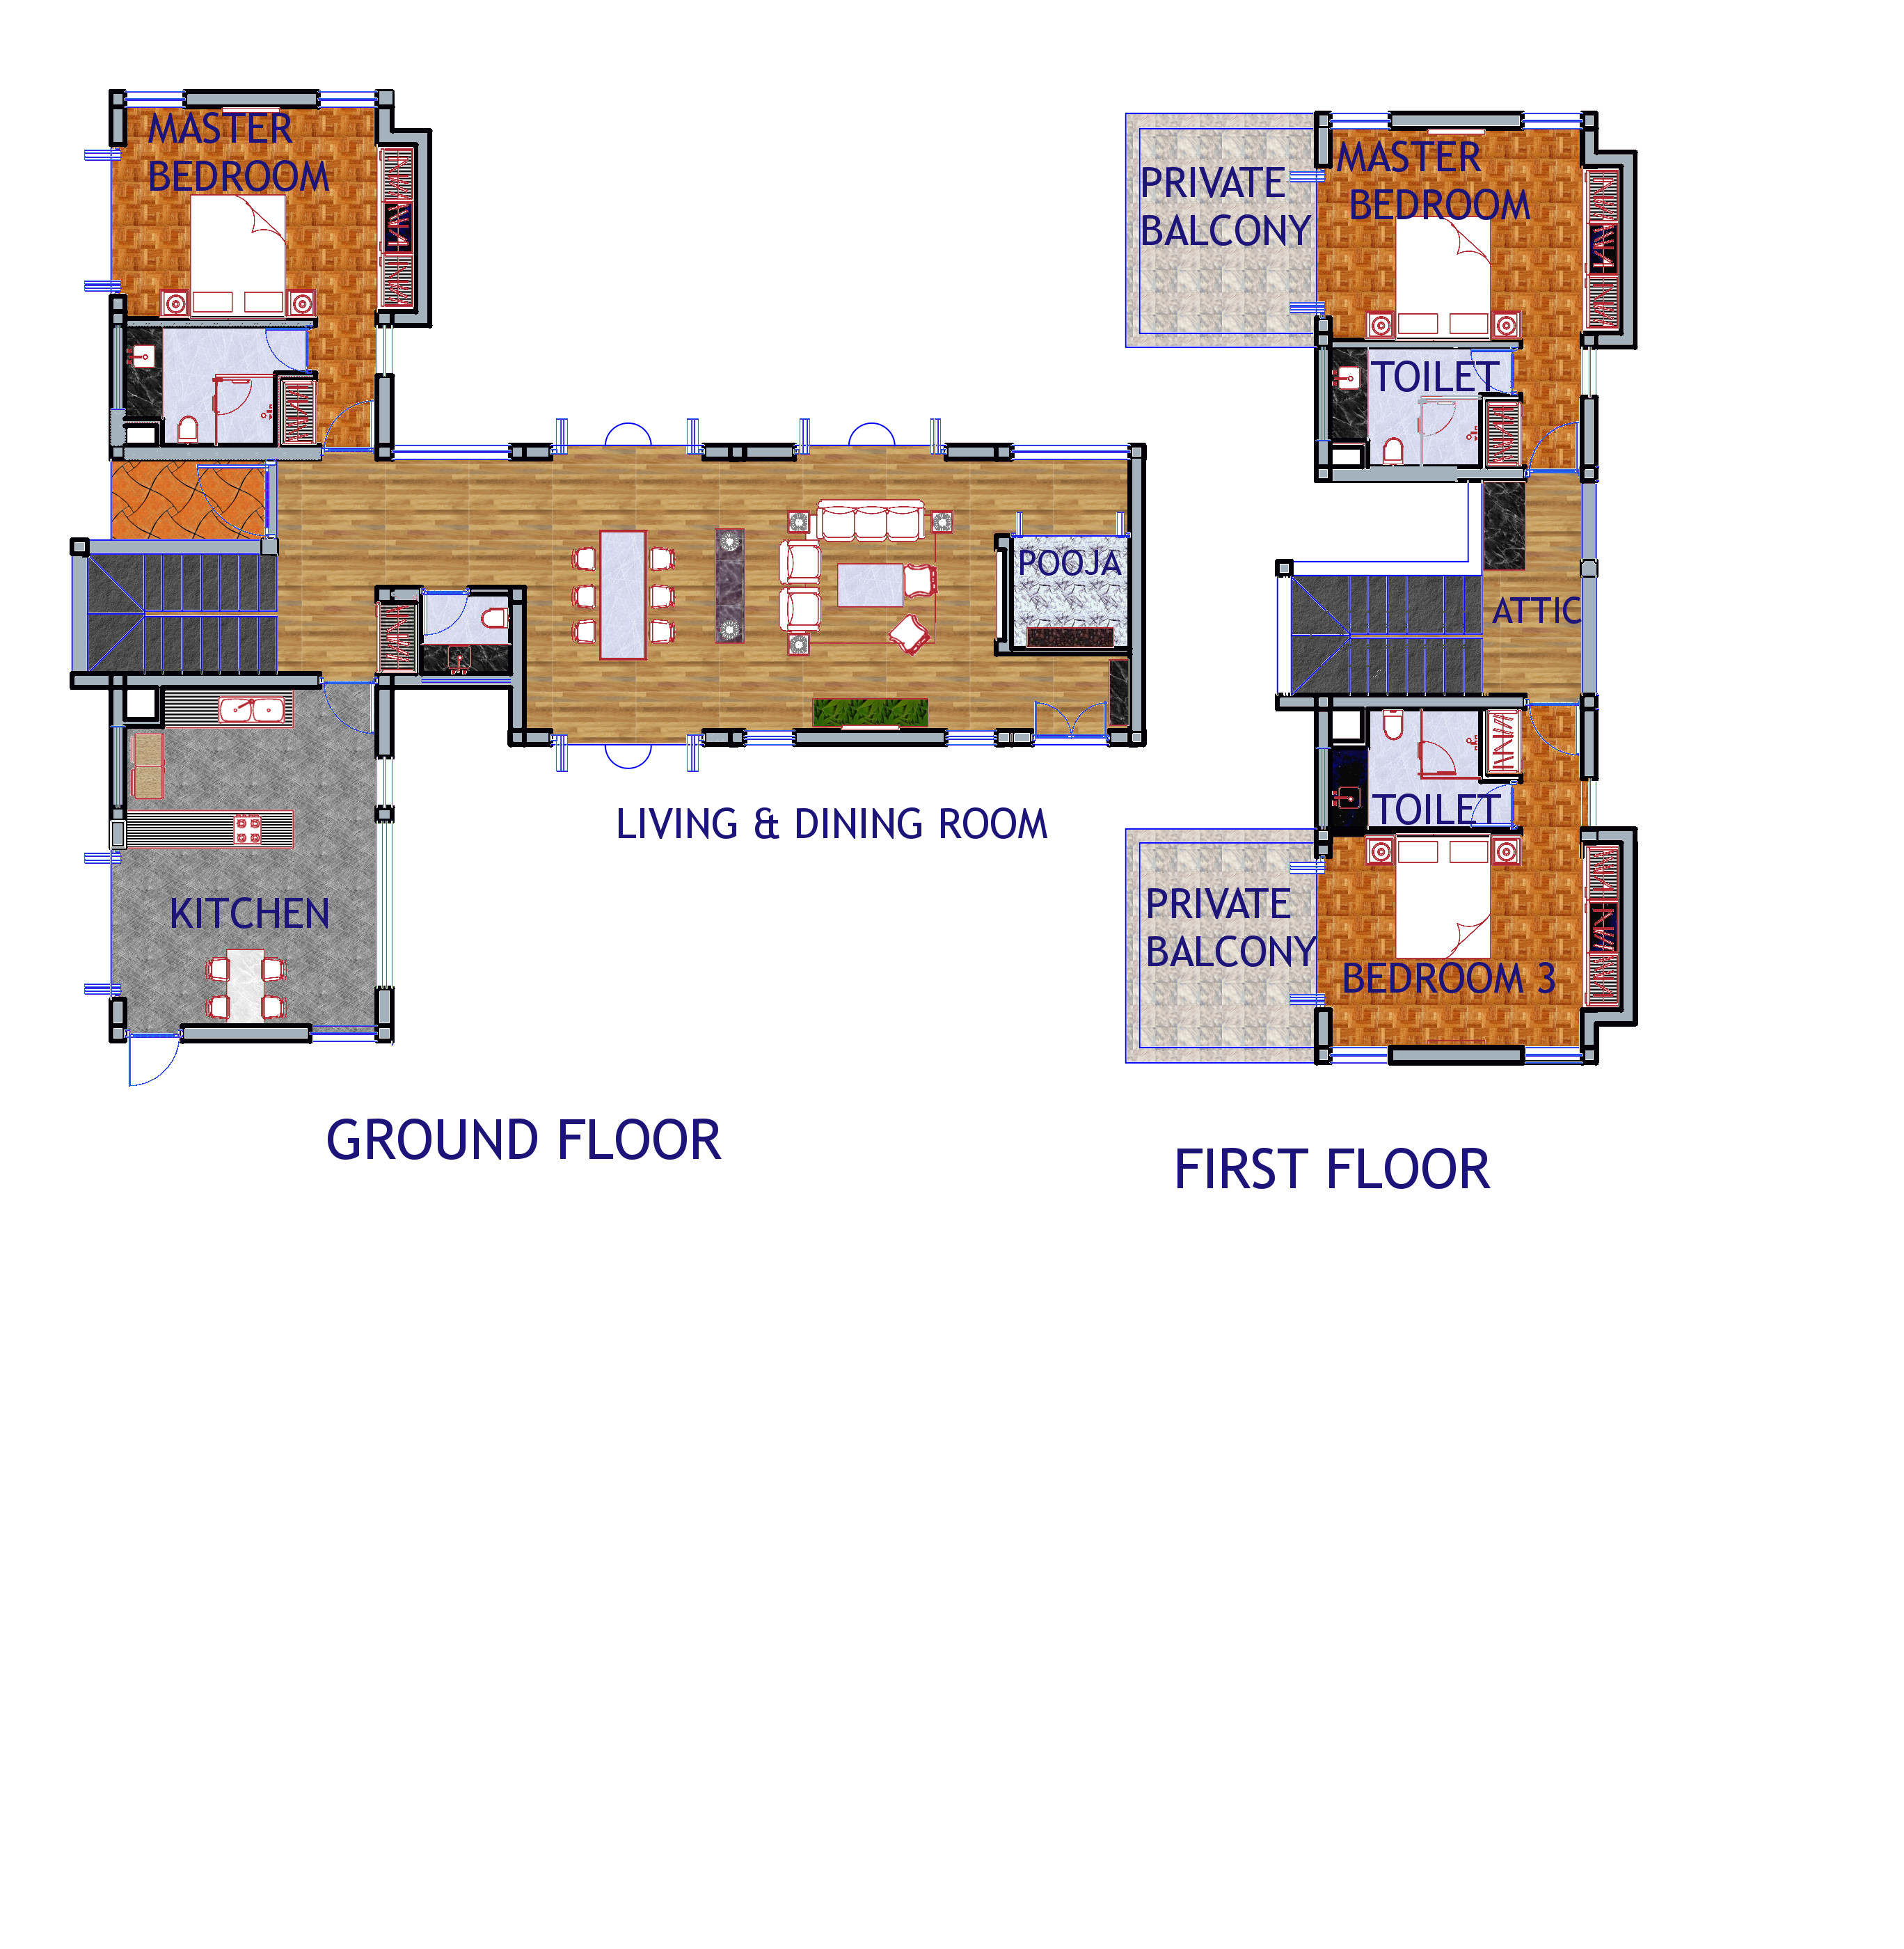 MASTER
BEDROOM
POOJA
LIVING & DINING ROOM
KITCHEN
GROUND FLOOR
PRIVATE
BALCONY
MASTER
BEDROOM
TOILET
ATTIC
TOILET
PRIVATE
BALCONY
BEDROOM 3
FIRST FLOOR